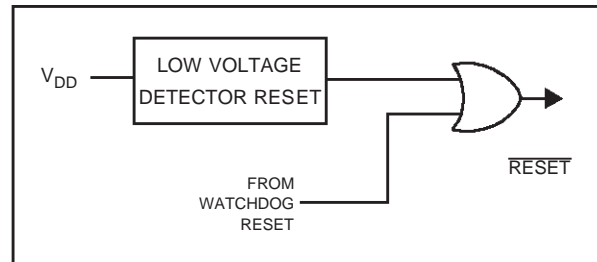 V_DD
LOW VOLTAGE
DETECTOR RESET
FROM
WATCHDOG
RESET
RESET